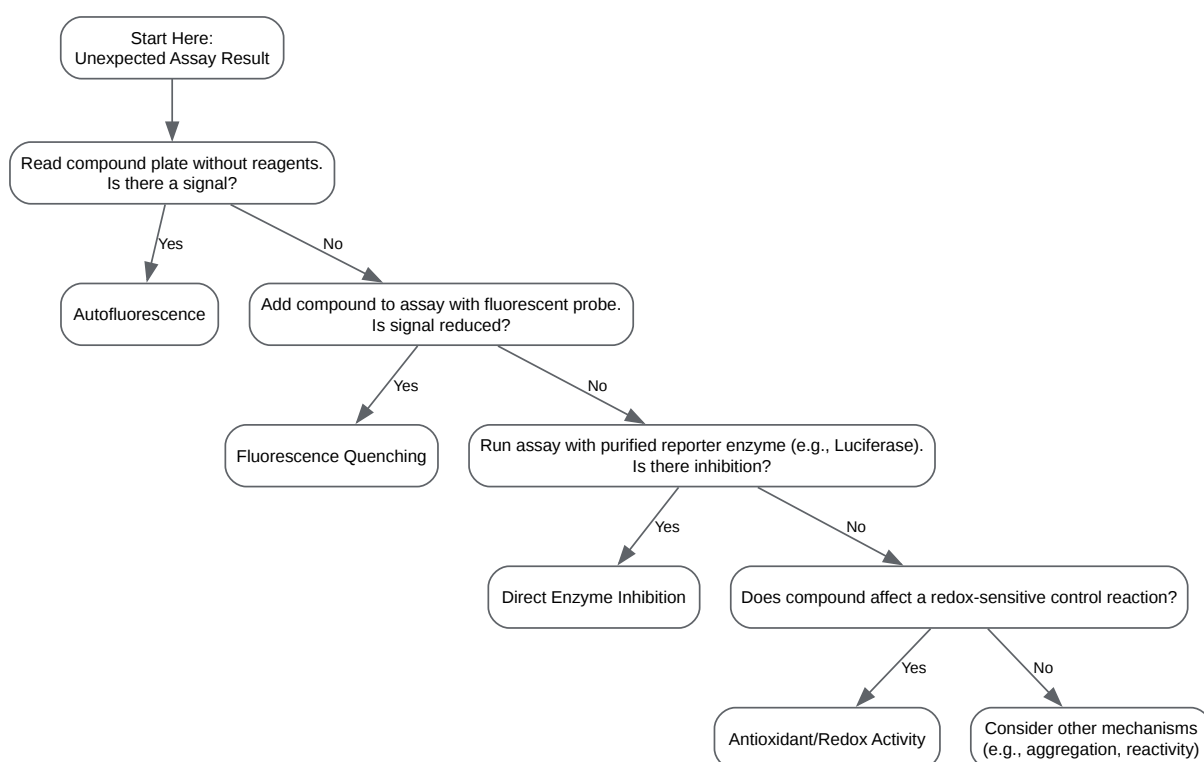 Start Here:
Unexpected Assay Result
Read compound plate without reagents.
Is there a signal?
Yes
No
Autofluorescence
Add compound to assay with fluorescent probe.
Is signal reduced?
Yes
No
Fluorescence Quenching
Run assay with purified reporter enzyme (e.g., Luciferase).
Is there inhibition?
Yes
No
Direct Enzyme Inhibition
Does compound affect a redox-sensitive control reaction?
Yes
No
Antioxidant/Redox Activity
Consider other mechanisms
(e.g., aggregation, reactivity)